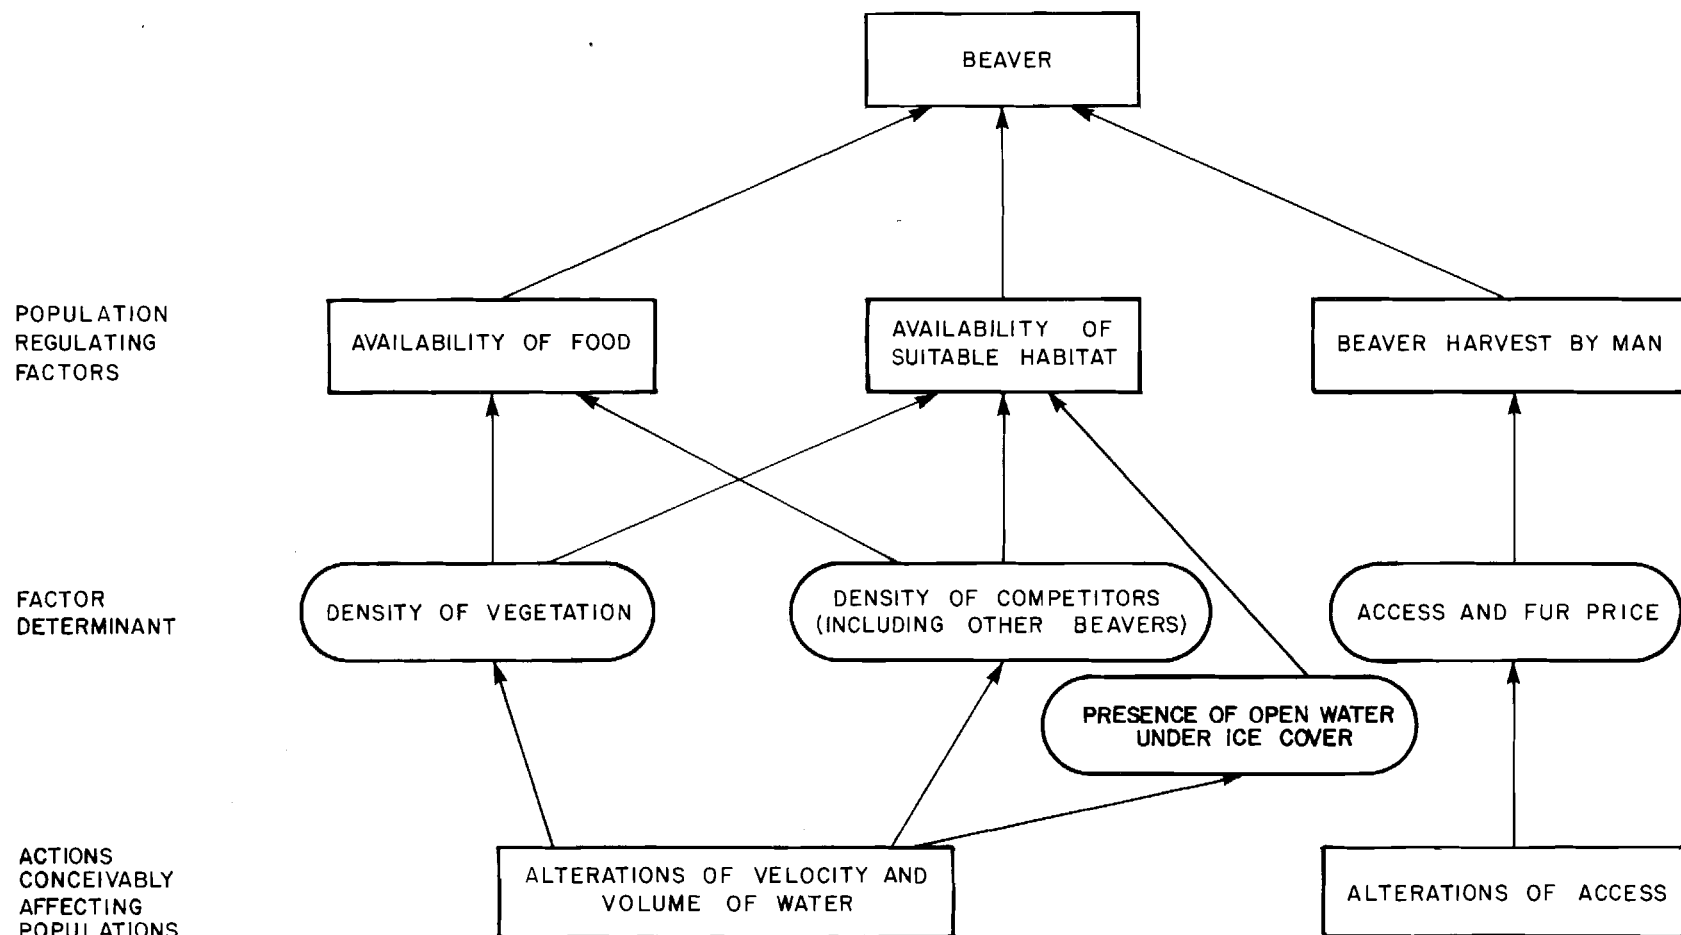 BEAVER
POPULATION
REGULATING
FACTORS
AVAILABILITY OF FOOD
AVAILABILITY OF
SUITABLE HABITAT
BEAVER HARVEST BY MAN
FACTOR
DETERMINANT
DENSITY OF VEGETATION
DENSITY OF COMPETITORS
(INCLUDING OTHER BEAVERS)
ACCESS AND FUR PRICE
PRESENCE OF OPEN WATER
UNDER ICE COVER
ACTIONS
CONCEIVABLY
AFFECTING
POPULATIONS
ALTERATIONS OF VELOCITY AND
VOLUME OF WATER
ALTERATIONS OF ACCESS